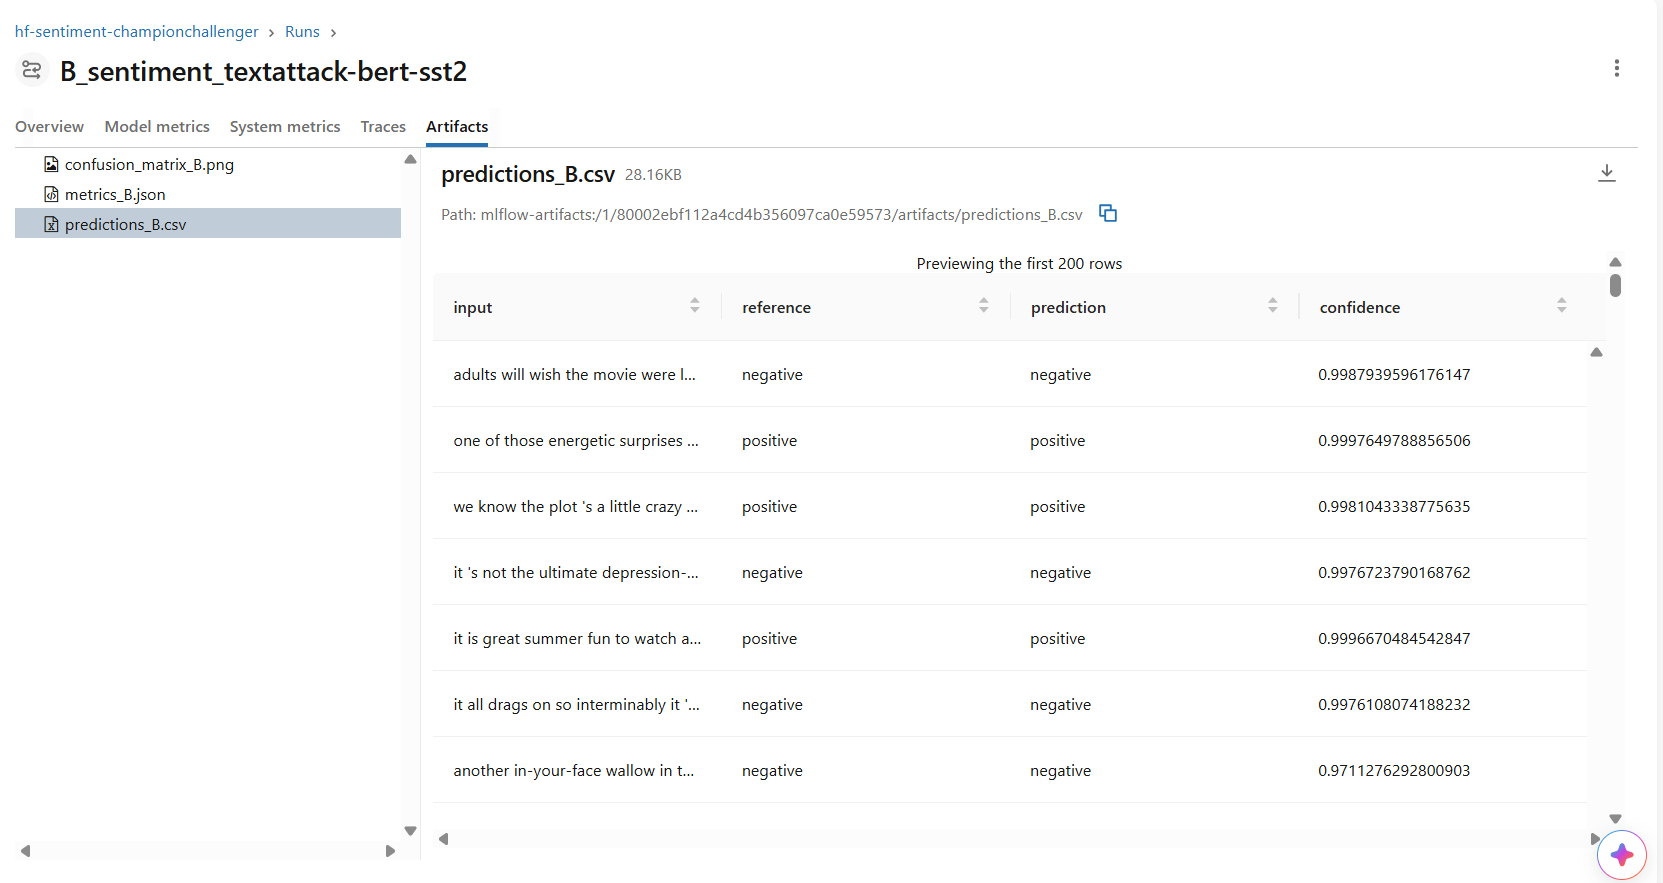 hf-sentiment-championchallenger › Runs ›
B_sentiment_textattack-bert-sst2
Overview Model metrics System metrics Traces Artifacts
confusion_matrix_B.png
metrics_B.json
predictions_B.csv
predictions_B.csv 28.16KB
Path: mlflow-artifacts:/1/80002ebf112a4cd4b356097ca0e59573/artifacts/predictions_B.csv
Previewing the first 200 rows
input reference prediction confidence
adults will wish the movie were l... negative negative 0.9987939596176147
one of those energetic surprises ... positive positive 0.9997649788856506
we know the plot 's a little crazy ... positive positive 0.9981043338775635
it 's not the ultimate depression-... negative negative 0.9976723790168762
it is great summer fun to watch a... positive positive 0.9996670484542847
it all drags on so interminably it '... negative negative 0.9976108074188232
another in-your-face wallow in t... negative negative 0.9711276292800903